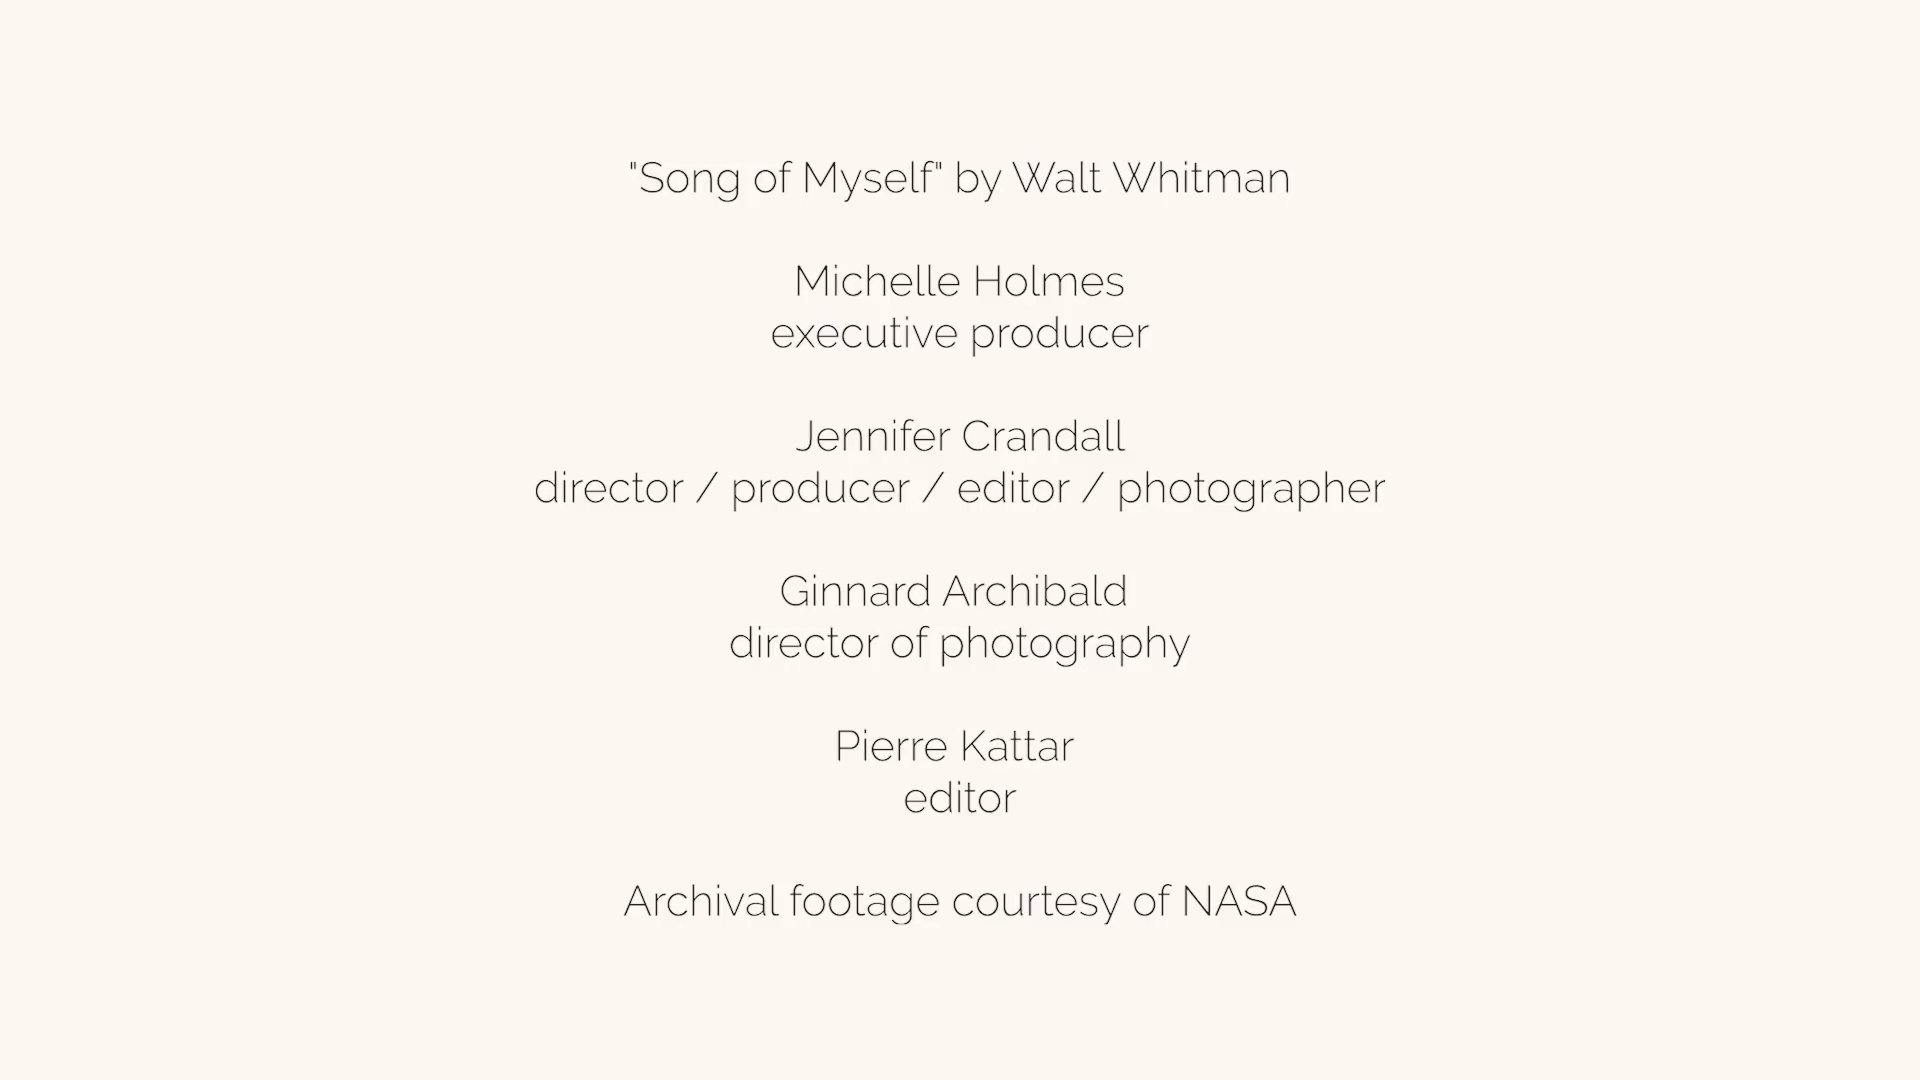 "Song of Myself" by Walt Whitman
Michelle Holmes
executive producer
Jennifer Crandall
director / producer / editor / photographer
Ginnard Archibald
director of photography
Pierre Kattar
editor
Archival footage courtesy of NASA